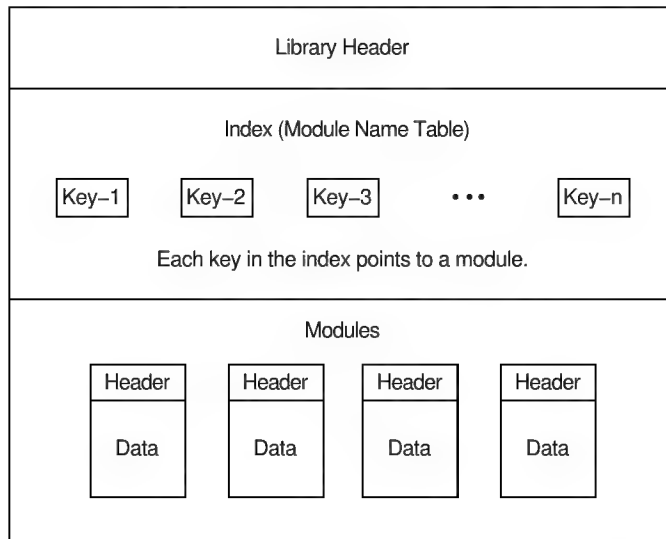 Library Header
Index (Module Name Table)
Key–1 Key–2 Key–3 • • • Key–n
Each key in the index points to a module.
Modules
Header Header Header Header
Data Data Data Data